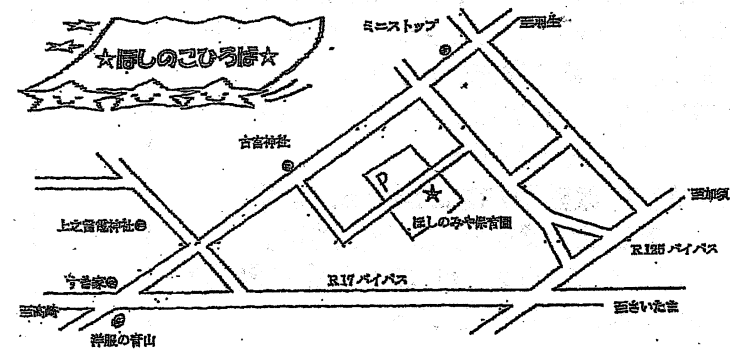 ☆ほしのこひろば☆
ミニストップ
至羽生
古宮神社
P
★
ほしのみや保育園
至加須
上之雷電神社
R125バイパス
すき家
R17バイパス
至高崎
至さいたま
洋服の青山